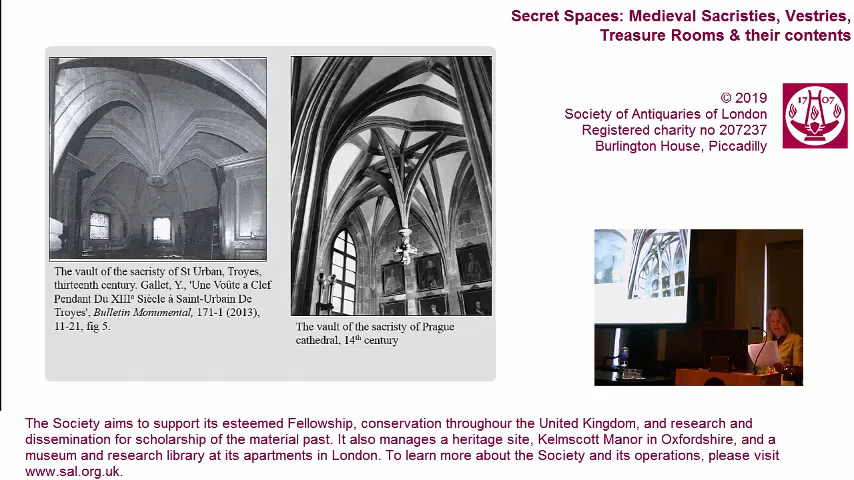 Secret Spaces: Medieval Sacristies, Vestries,
Treasure Rooms & their contents
© 2019
Society of Antiquaries of London
Registered charity no 207237
Burlington House, Piccadilly
17 07
The vault of the sacristy of St Urban, Troyes,
thirteenth century. Gallet, Y., 'Une Voûte a Clef
Pendant Du XIIIe Siècle à Saint-Urbain De
Troyes', Bulletin Monumental, 171-1 (2013),
11-21, fig 5.
The vault of the sacristy of Prague
cathedral, 14th century
The Society aims to support its esteemed Fellowship, conservation throughour the United Kingdom, and research and
dissemination for scholarship of the material past. It also manages a heritage site, Kelmscott Manor in Oxfordshire, and a
museum and research library at its apartments in London. To learn more about the Society and its operations, please visit
www.sal.org.uk.